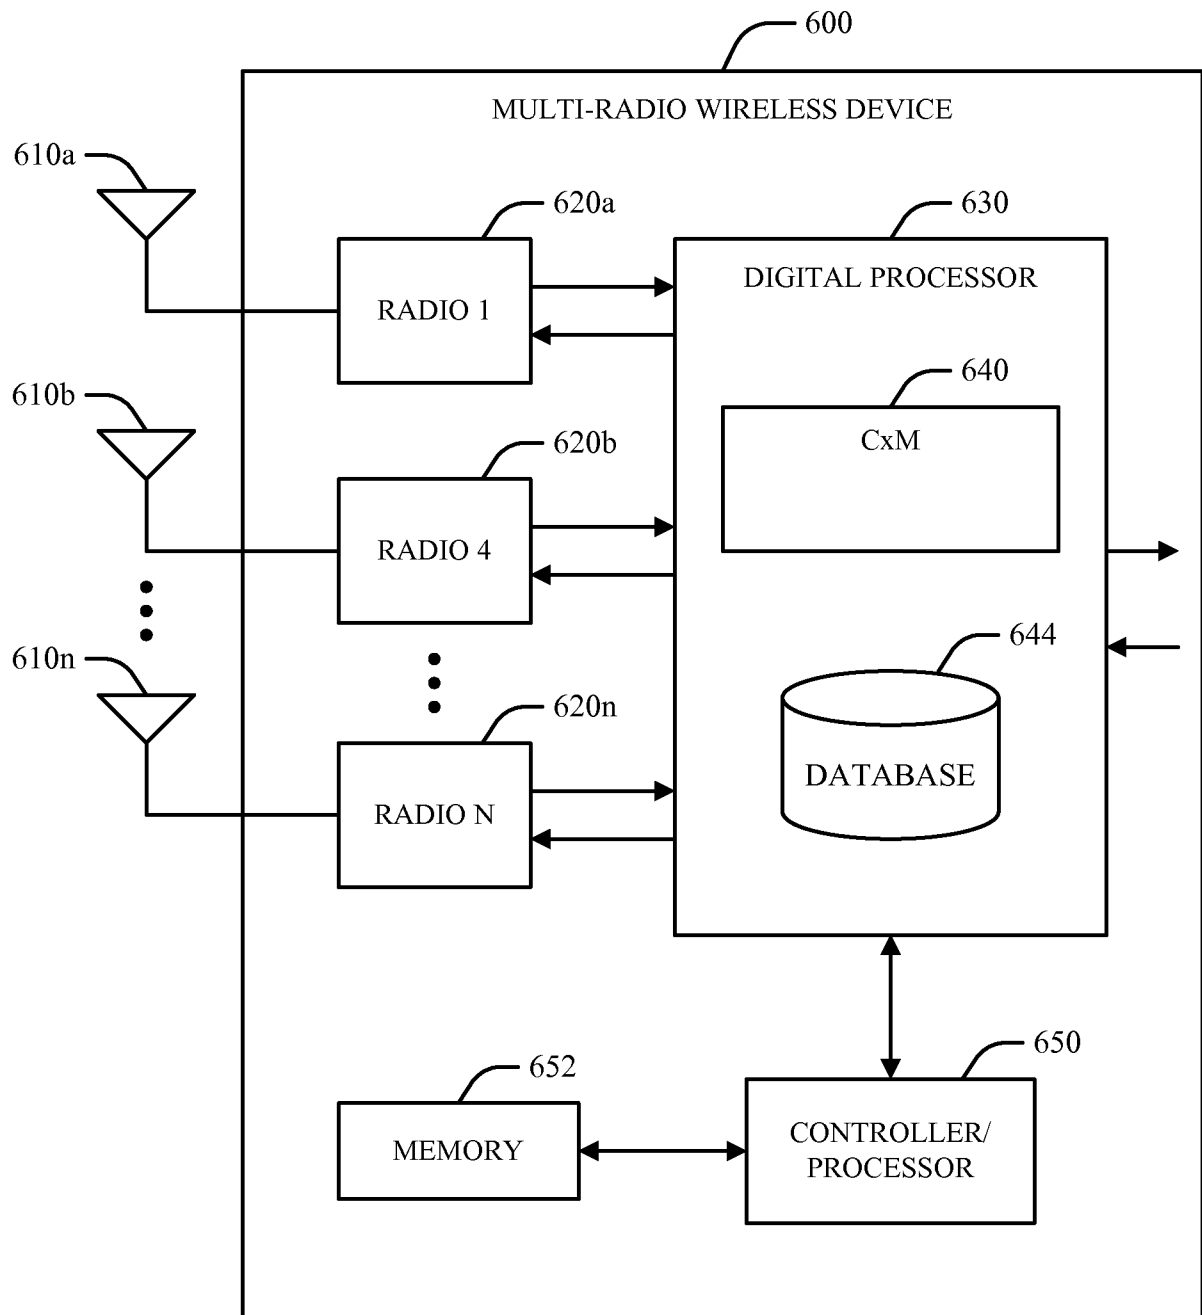 600
MULTI-RADIO WIRELESS DEVICE
610a
620a
630
RADIO 1
DIGITAL PROCESSOR
640
CxM
610b
620b
RADIO 4
610n
620n
644
RADIO N
DATABASE
652
650
MEMORY
CONTROLLER/
PROCESSOR